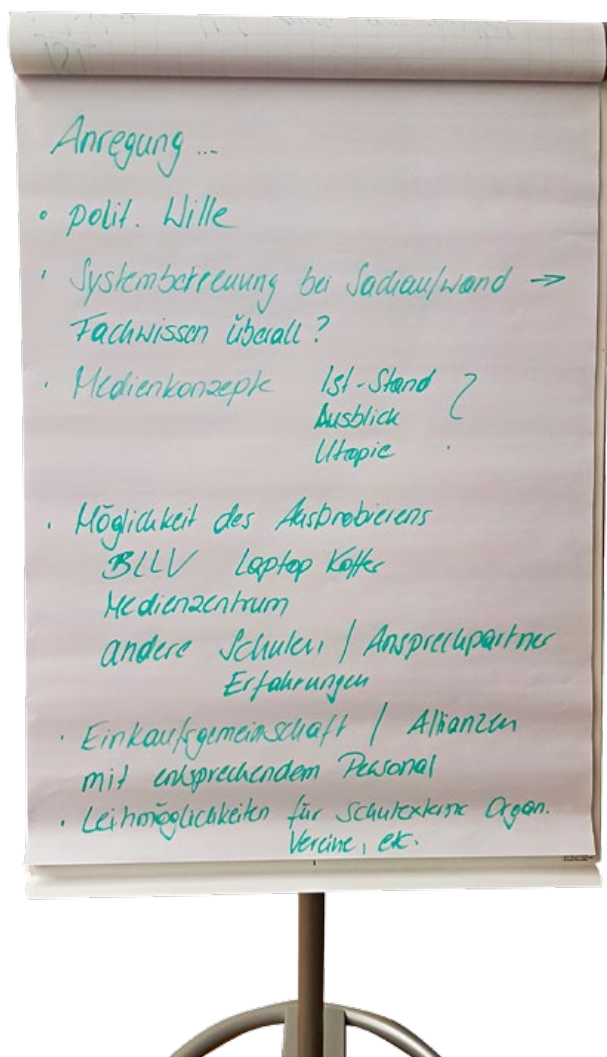 Anregung ...
• polit. Wille
• Systembetreuung bei Sachaufwand →
Fachwissen überall?
• Medienkonzepte Ist-Stand
Ausblick
Utopie
• Möglichkeit des Ausprobierens
BLLV Laptop Koffer
Medienzentrum
andere Schulen, / Ansprechpartner
Erfahrungen
• Einkaufsgemeinschaft / Allianzen
mit entsprechendem Personal
• Leihmöglichkeiten für schulexterne Organ.
Vereine, etc.